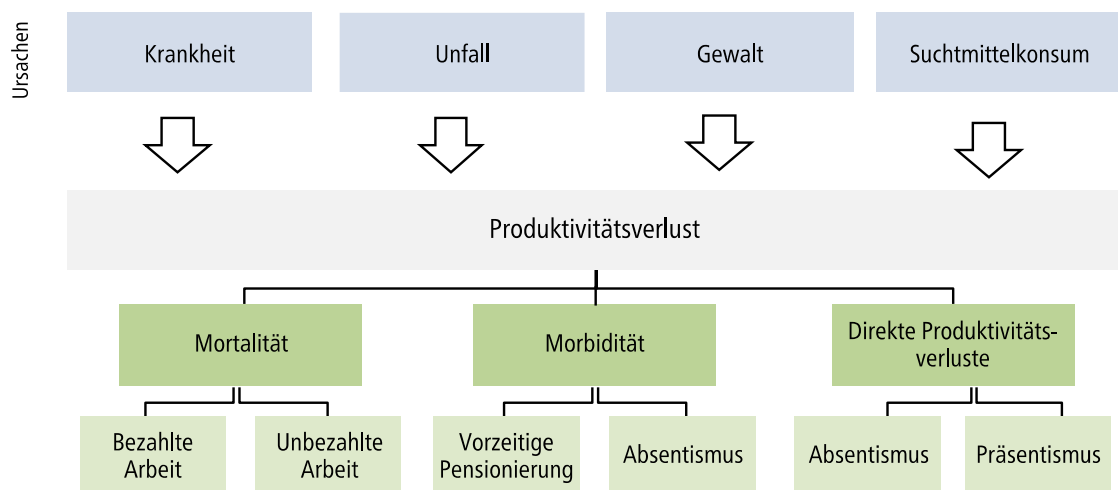 Ursachen
Krankheit
Unfall
Gewalt
Suchtmittelkonsum
Produktivitätsverlust
Mortalität
Morbidität
Direkte Produktivitäts-
verluste
Bezahlte
Arbeit
Unbezahlte
Arbeit
Vorzeitige
Pensionierung
Absentismus
Absentismus
Präsentismus